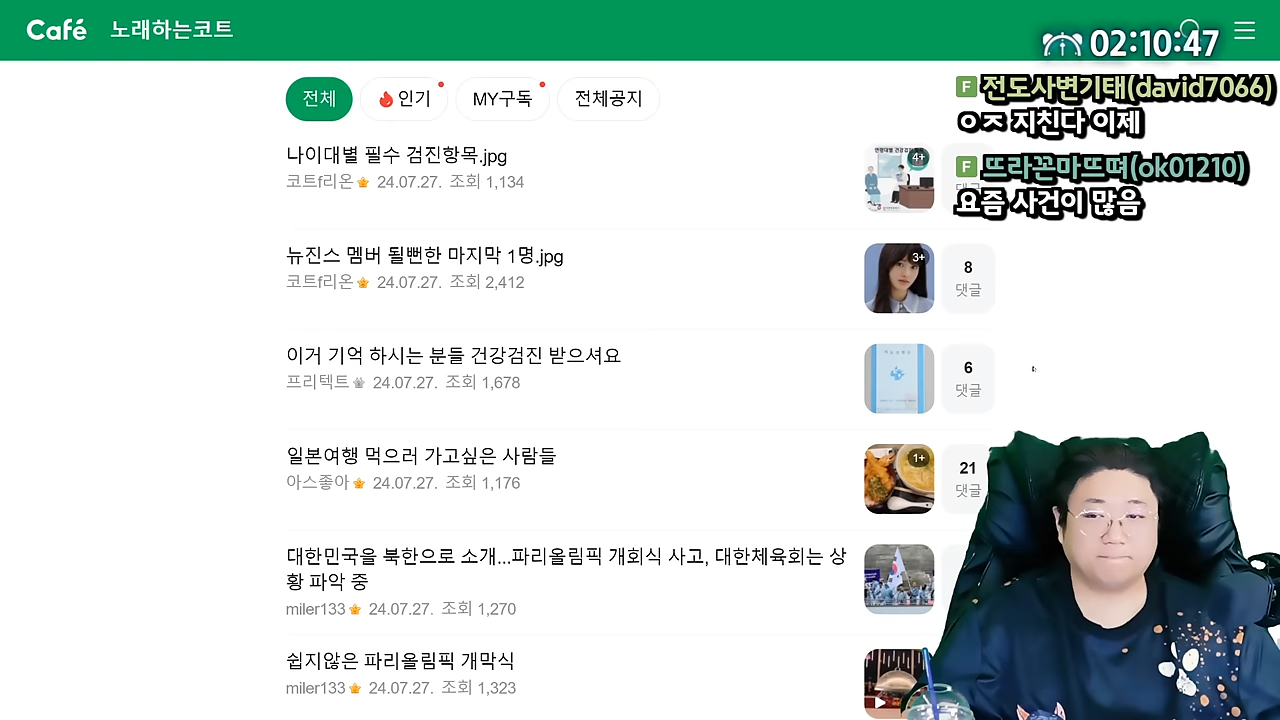 Café 노래하는코트
02:10:47
전체 인기 MY구독 전체공지
F 전도사변기태(david7066)
ㅇㅈ 지친다 이제
F 뜨라꼰마뜨며(ok01210)
요즘 사건이 많음
나이대별 필수 검진항목.jpg
코트f리온 24.07.27. 조회 1,134
4+
뉴진스 멤버 될뻔한 마지막 1명.jpg
코트f리온 24.07.27. 조회 2,412
3+
8
댓글
이거 기억 하시는 분들 건강검진 받으셔요
프리텍트 24.07.27. 조회 1,678
6
댓글
일본여행 먹으러 가고싶은 사람들
아스좋아 24.07.27. 조회 1,176
1+
21
댓글
대한민국을 북한으로 소개...파리올림픽 개회식 사고, 대한체육회는 상
황 파악 중
miler133 24.07.27. 조회 1,270
쉽지않은 파리올림픽 개막식
miler133 24.07.27. 조회 1,323